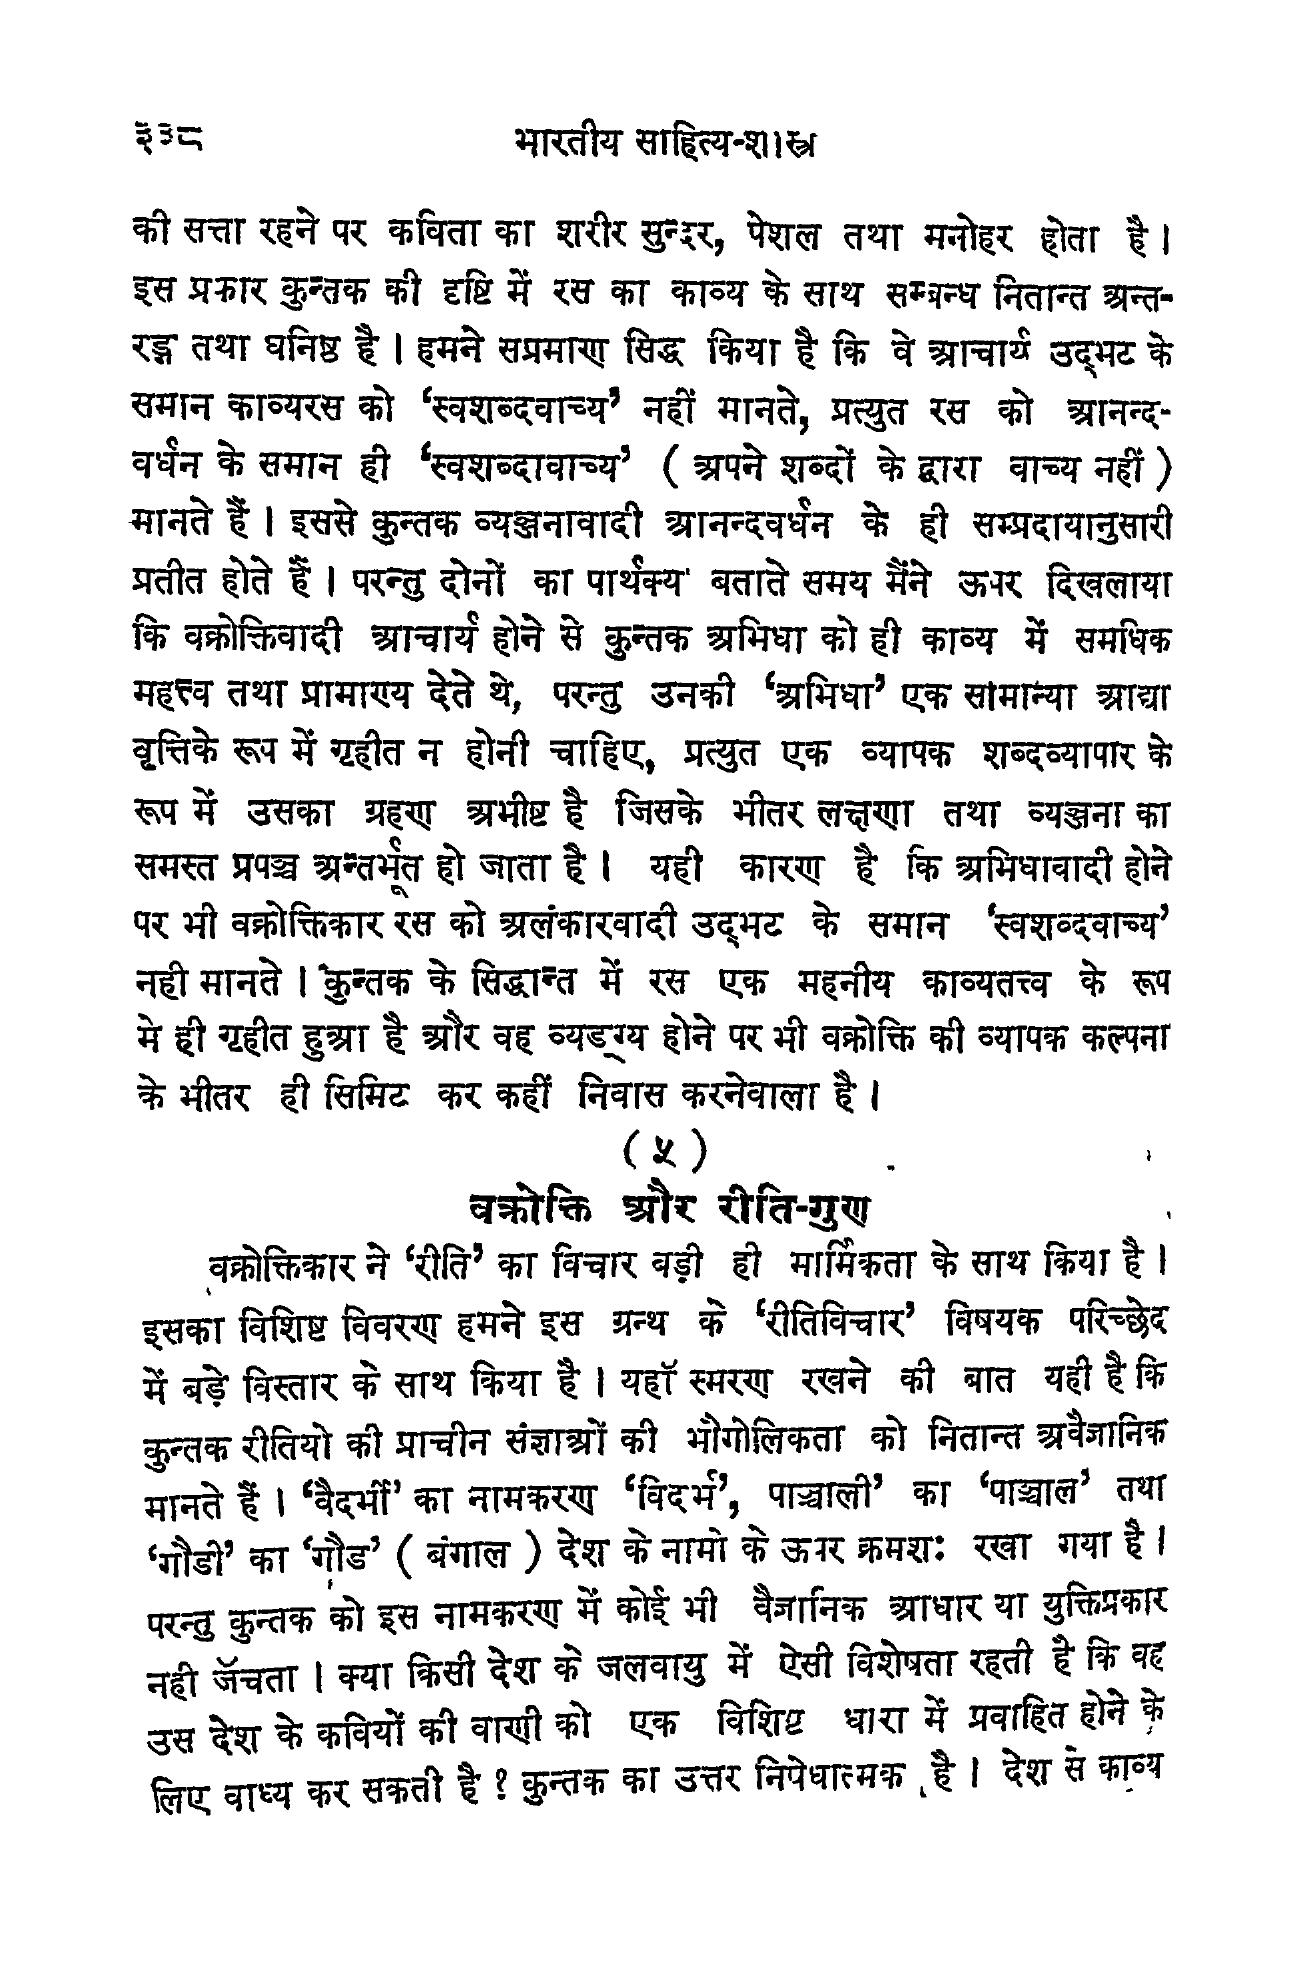 ३३८ भारतीय साहित्य-शास्त्र
की सत्ता रहने पर कविता का शरीर सुन्दर, पेशल तथा मनोहर होता है।
इस प्रकार कुन्तक की दृष्टि में रस का काव्य के साथ सम्बन्ध नितान्त अन्त-
रङ्ग तथा घनिष्ठ है। हमने सप्रमाण सिद्ध किया है कि वे आचार्य उद्भट के
समान काव्यरस को ‘स्वशब्दवाच्य’ नहीं मानते, प्रत्युत रस को आनन्द-
वर्धन के समान ही ‘स्वशब्दावाच्य’ ( अपने शब्दों के द्वारा वाच्य नहीं )
मानते हैं। इससे कुन्तक व्यञ्जनावादी आनन्दवर्धन के ही सम्प्रदायानुसारी
प्रतीत होते हैं। परन्तु दोनों का पार्थक्य बताते समय मैंने ऊपर दिखलाया
कि वक्रोक्तिवादी आचार्य होने से कुन्तक अभिधा को ही काव्य में समधिक
महत्त्व तथा प्रामाण्य देते थे, परन्तु उनकी ‘अभिधा’ एक सामान्या आद्या
वृत्तिके रूप में गृहीत न होनी चाहिए, प्रत्युत एक व्यापक शब्दव्यापार के
रूप में उसका ग्रहण अभीष्ट है जिसके भीतर लक्षणा तथा व्यञ्जना का
समस्त प्रपञ्च अन्तर्भूत हो जाता है। यही कारण है कि अभिधावादी होने
पर भी वक्रोक्तिकार रस को अलंकारवादी उद्भट के समान ‘स्वशब्दवाच्य’
नही मानते। कुन्तक के सिद्धान्त में रस एक महनीय काव्यतत्त्व के रूप
मे ही गृहीत हुआ है और वह व्यङग्य होने पर भी वक्रोक्ति की व्यापक कल्पना
के भीतर ही सिमिट कर कहीं निवास करनेवाला है।
( ५ )
वक्रोक्ति और रीति-गुण
वक्रोक्तिकार ने ‘रीति’ का विचार बड़ी ही मार्मिकता के साथ किया है।
इसका विशिष्ट विवरण हमने इस ग्रन्थ के ‘रीतिविचार’ विषयक परिच्छेद
में बड़े विस्तार के साथ किया है। यहॉ स्मरण रखने की बात यही है कि
कुन्तक रीतियो की प्राचीन संज्ञाओं की भौगोलिकता को नितान्त अवैज्ञानिक
मानते हैं। ‘वैदर्भी’ का नामकरण ‘विदर्भ’, पाञ्चाली’ का ‘पाञ्चाल’ तथा
‘गौडी’ का ‘गौड’ ( बंगाल ) देश के नामो के ऊपर क्रमशः रखा गया है।
परन्तु कुन्तक को इस नामकरण में कोई भी वैज्ञानिक आधार या युक्तिप्रकार
नही जॅचता। क्या किसी देश के जलवायु में ऐसी विशेषता रहती है कि वह
उस देश के कवियों की वाणी को एक विशिष्ट धारा में प्रवाहित होने के
लिए बाध्य कर सकती है ? कुन्तक का उत्तर निषेधात्मक है। देश से काव्य